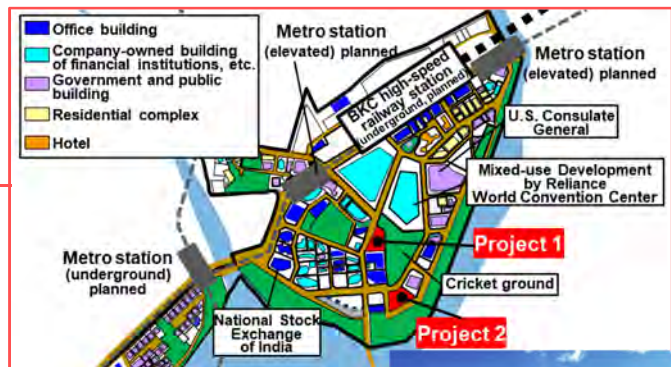 Office building
Company-owned building
of financial institutions, etc.
Government and public
building
Residential complex
Hotel
Metro station
(elevated) planned
BKC high-speed
railway station
(underground, planned)
Metro station
(elevated) planned
U.S. Consulate
General
Mixed-use Development
by Reliance
World Convention Center
Project 1
Metro station
(underground)
planned
Cricket ground
National Stock
Exchange
of India
Project 2